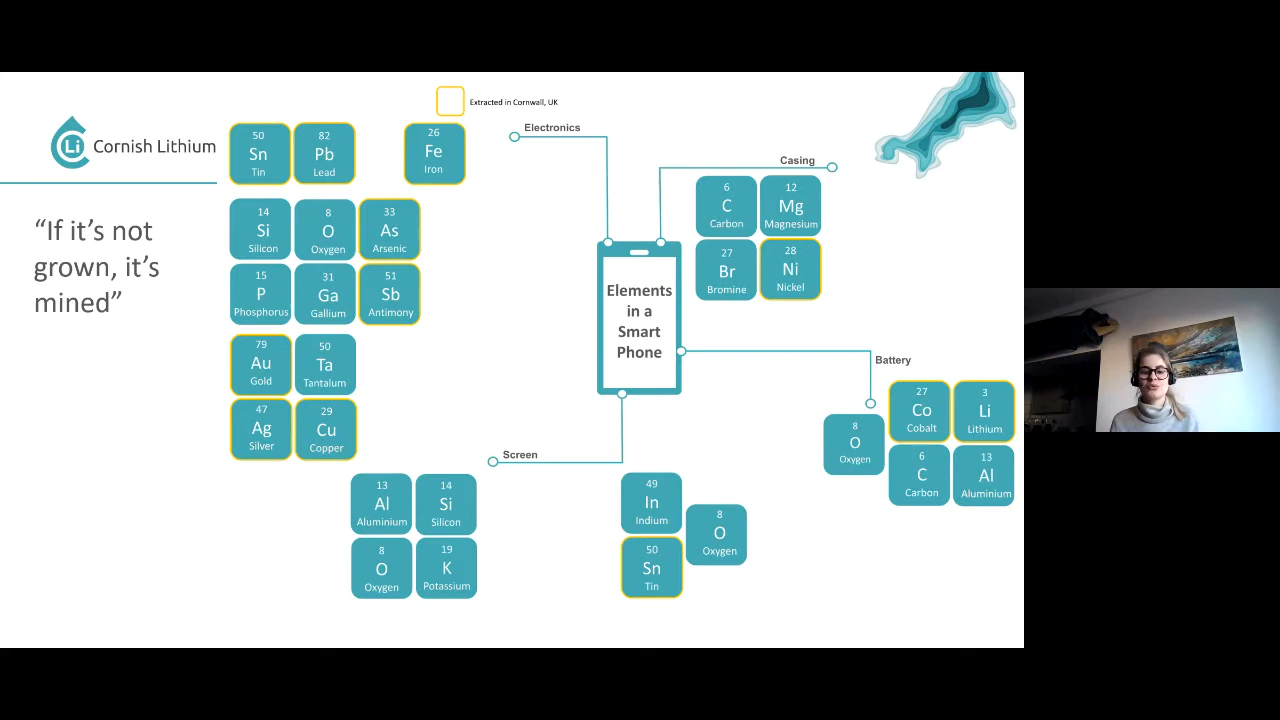 Extracted in Cornwall, UK
Li
Cornish Lithium
“If it’s not
grown, it’s
mined”
Electronics
50
Sn
Tin
82
Pb
Lead
26
Fe
Iron
14
Si
Silicon
8
O
Oxygen
33
As
Arsenic
15
P
Phosphorus
31
Ga
Gallium
51
Sb
Antimony
79
Au
Gold
50
Ta
Tantalum
47
Ag
Silver
29
Cu
Copper
Casing
6
C
Carbon
12
Mg
Magnesium
27
Br
Bromine
28
Ni
Nickel
Elements
in a
Smart
Phone
Battery
8
O
Oxygen
27
Co
Cobalt
3
Li
Lithium
6
C
Carbon
13
Al
Aluminium
Screen
13
Al
Aluminium
14
Si
Silicon
8
O
Oxygen
19
K
Potassium
49
In
Indium
8
O
Oxygen
50
Sn
Tin